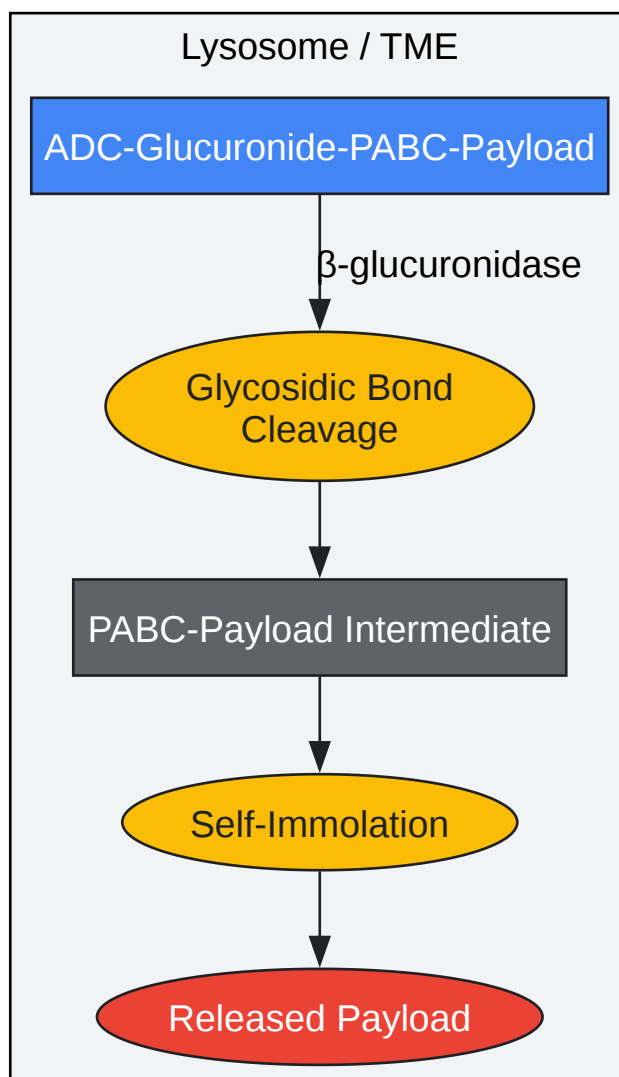 Lysosome / TME
ADC-Glucuronide-PABC-Payload
β-glucuronidase
Glycosidic Bond
Cleavage
PABC-Payload Intermediate
Self-Immolation
Released Payload